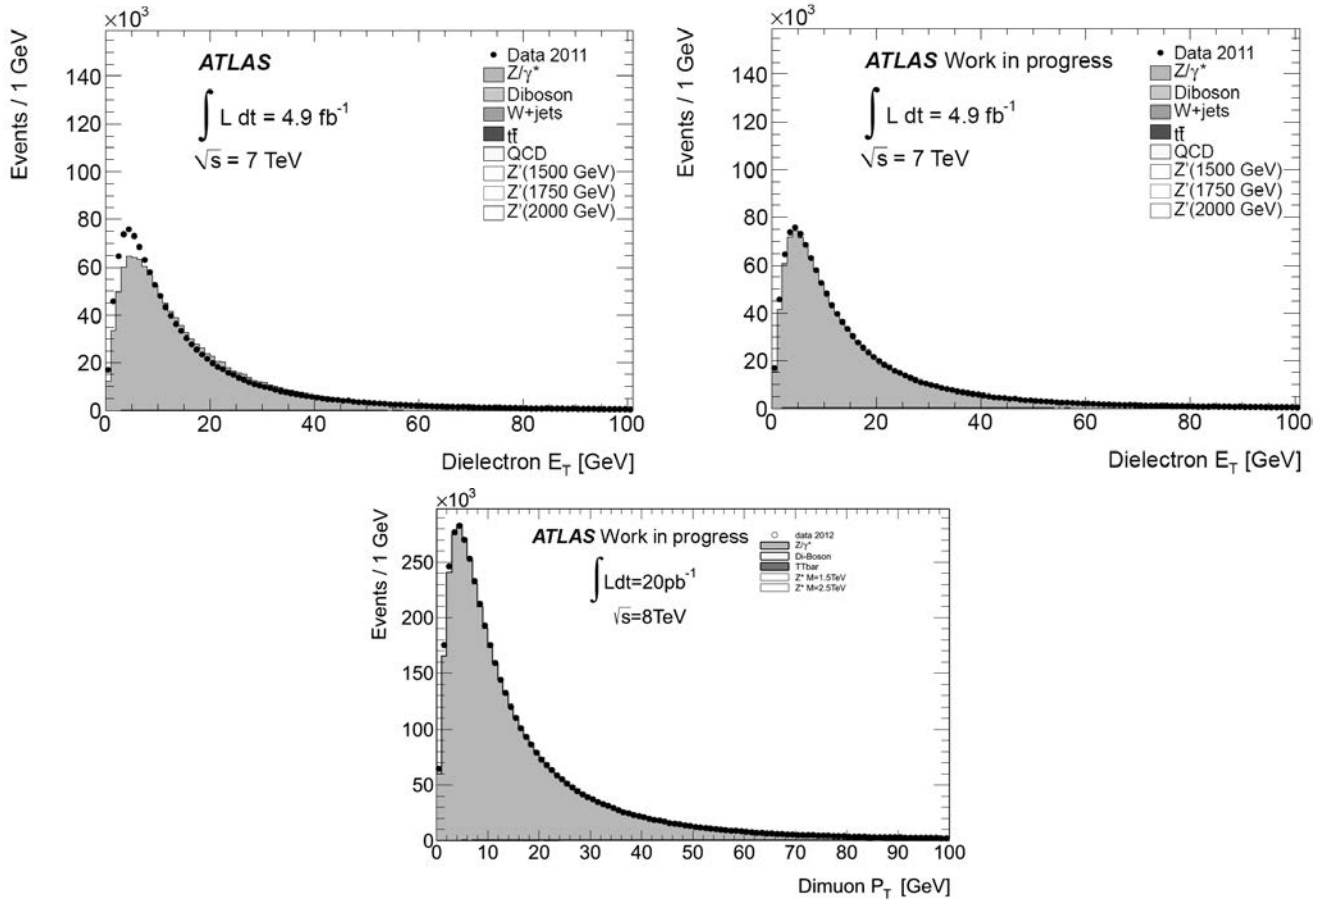 ×10³
Events / 1 GeV
ATLAS
∫ L dt = 4.9 fb⁻¹
√s = 7 TeV
Data 2011
Z/γ*
Diboson
W+jets
tt̄
QCD
Z'(1500 GeV)
Z'(1750 GeV)
Z'(2000 GeV)
140
120
100
80
60
40
20
0
0 20 40 60 80 100
Dielectron E_T [GeV]
×10³
Events / 1 GeV
ATLAS Work in progress
∫ L dt = 4.9 fb⁻¹
√s = 7 TeV
Data 2011
Z/γ*
Diboson
W+jets
tt̄
QCD
Z'(1500 GeV)
Z'(1750 GeV)
Z'(2000 GeV)
140
120
100
80
60
40
20
0
0 20 40 60 80 100
Dielectron E_T [GeV]
×10³
Events / 1 GeV
ATLAS Work in progress
∫ Ldt=20pb⁻¹
√s=8TeV
data 2012
Z/γ*
Di-Boson
TTbar
Z* M=1.5TeV
Z* M=2.5TeV
250
200
150
100
50
0
0 10 20 30 40 50 60 70 80 90 100
Dimuon P_T [GeV]